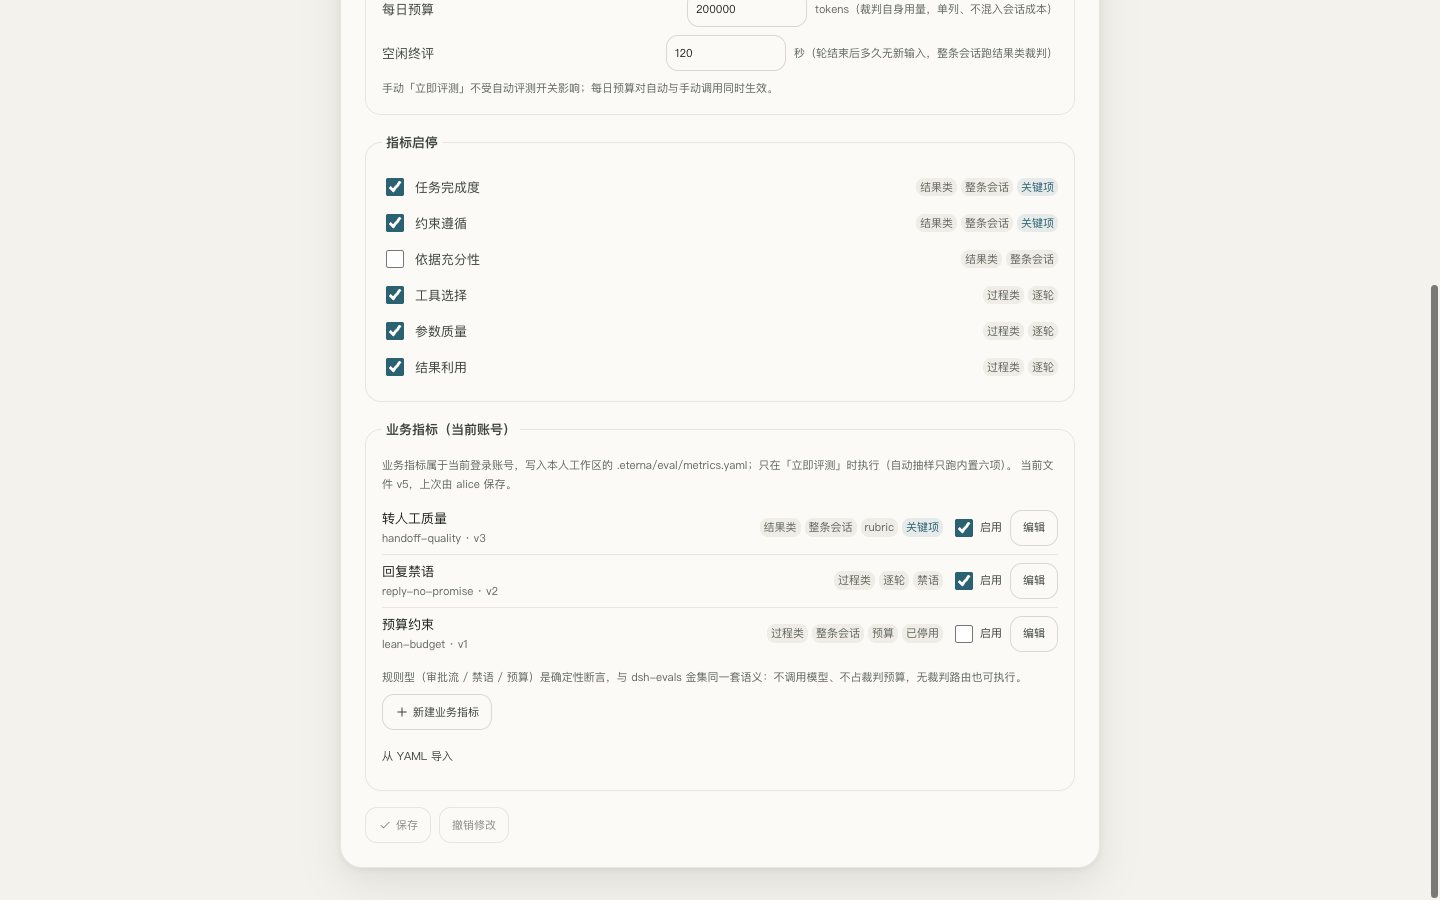 每日预算
200000
tokens（裁判自身用量，单列、不混入会话成本）
空闲终评
120
秒（轮结束后多久无新输入，整条会话跑结果类裁判）
手动「立即评测」不受自动评测开关影响；每日预算对自动与手动调用同时生效。
指标启停
任务完成度
结果类 整条会话 关键项
约束遵循
结果类 整条会话 关键项
依据充分性
结果类 整条会话
工具选择
过程类 逐轮
参数质量
过程类 逐轮
结果利用
过程类 逐轮
业务指标（当前账号）
业务指标属于当前登录账号，写入本人工作区的 .eterna/eval/metrics.yaml；只在「立即评测」时执行（自动抽样只跑内置六项）。 当前文
件 v5，上次由 alice 保存。
转人工质量
handoff-quality · v3
结果类 整条会话 rubric 关键项 启用 编辑
回复禁语
reply-no-promise · v2
过程类 逐轮 禁语 启用 编辑
预算约束
lean-budget · v1
过程类 整条会话 预算 已停用 启用 编辑
规则型（审批流 / 禁语 / 预算）是确定性断言，与 dsh-evals 金集同一套语义：不调用模型、不占裁判预算，无裁判路由也可执行。
新建业务指标
从 YAML 导入
保存 撤销修改